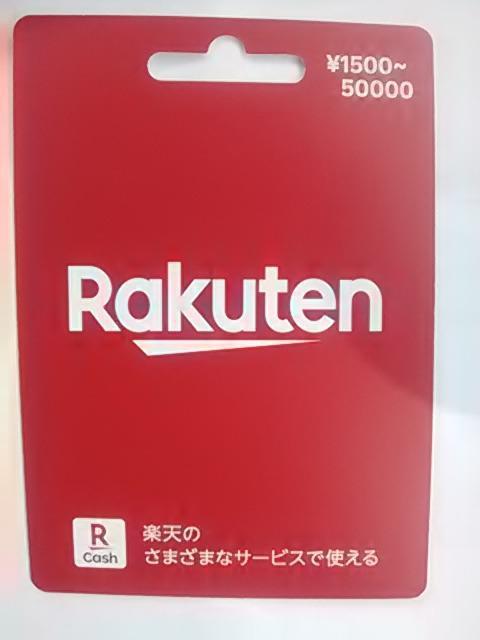 ¥1500~
50000
Rakuten
R
Cash
楽天の
さまざまなサービスで使える